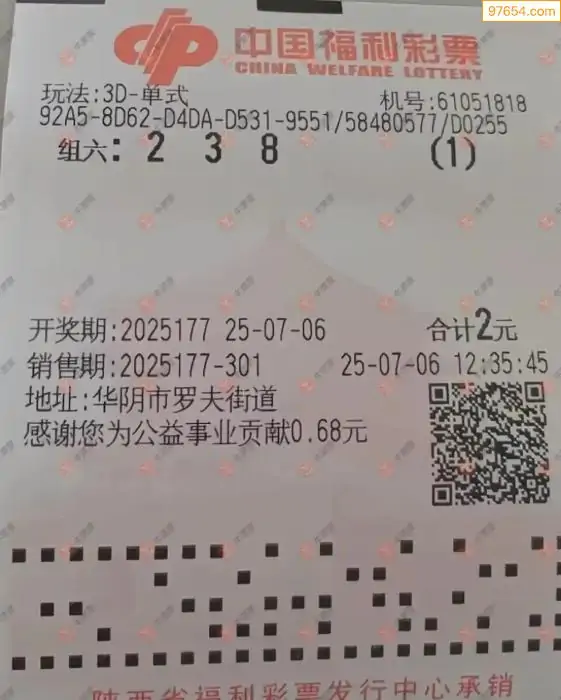 97654.com
中国福利彩票
CHINA WELFARE LOTTERY
玩法:3D-单式 机号:61051818
92A5-8D62-D4DA-D531-9551/58480577/D0255
组六: 2 3 8 (1)
开奖期:2025177 25-07-06 合计2元
销售期:2025177-301 25-07-06 12:35:45
地址:华阴市罗夫街道
感谢您为公益事业贡献0.68元
陕西省福利彩票发行中心承销